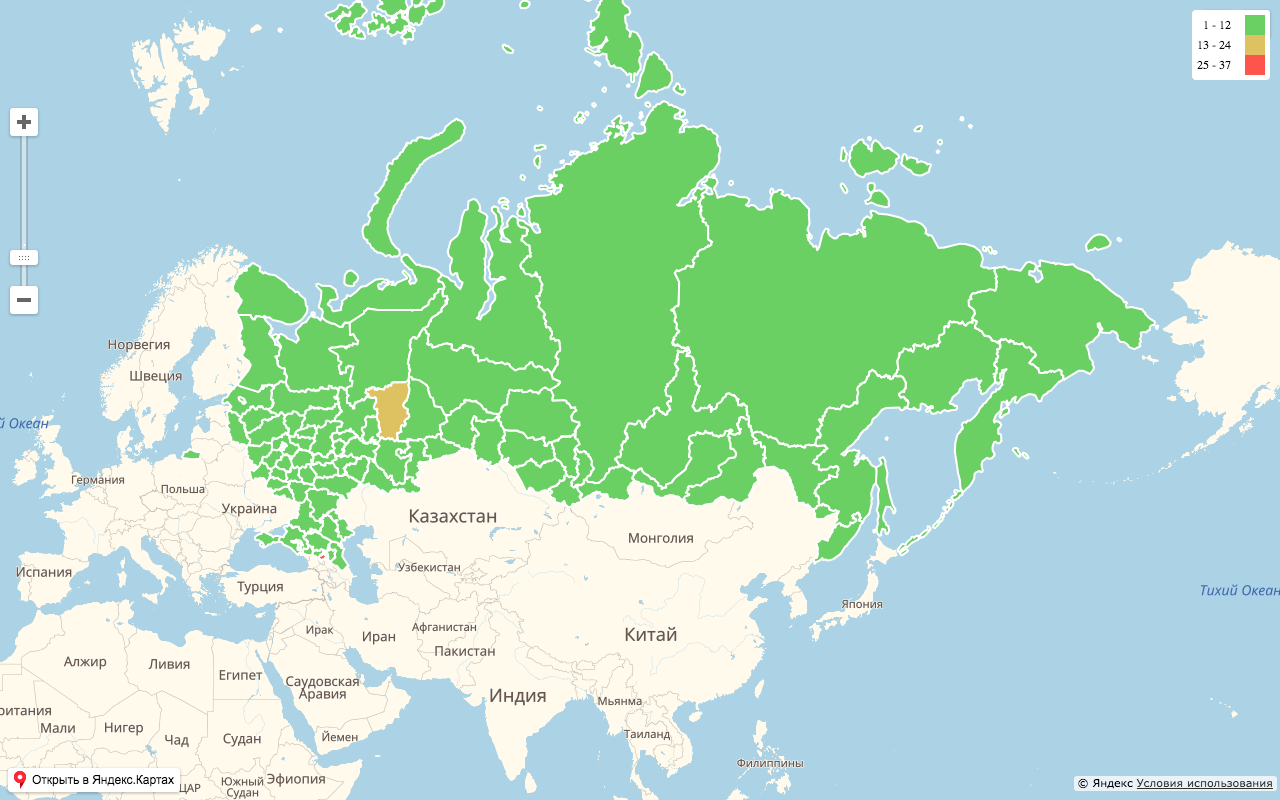 1 - 12
13 - 24
25 - 37
Норвегия
Швеция
й Океан
Германия
Польша
Украина
Казахстан
Монголия
Испания
Турция
Узбекистан
Япония
Тихий Океан
Ирак
Иран
Афганистан
Пакистан
Китай
Алжир
Ливия
Египет
Саудовская
Аравия
Индия
Мьянма
ритания
Мали
Нигер
Чад
Судан
Йемен
Таиланд
Филиппины
Открыть в Яндекс.Картах
ЦАР
Южный
Судан
Эфиопия
© Яндекс Условия использования